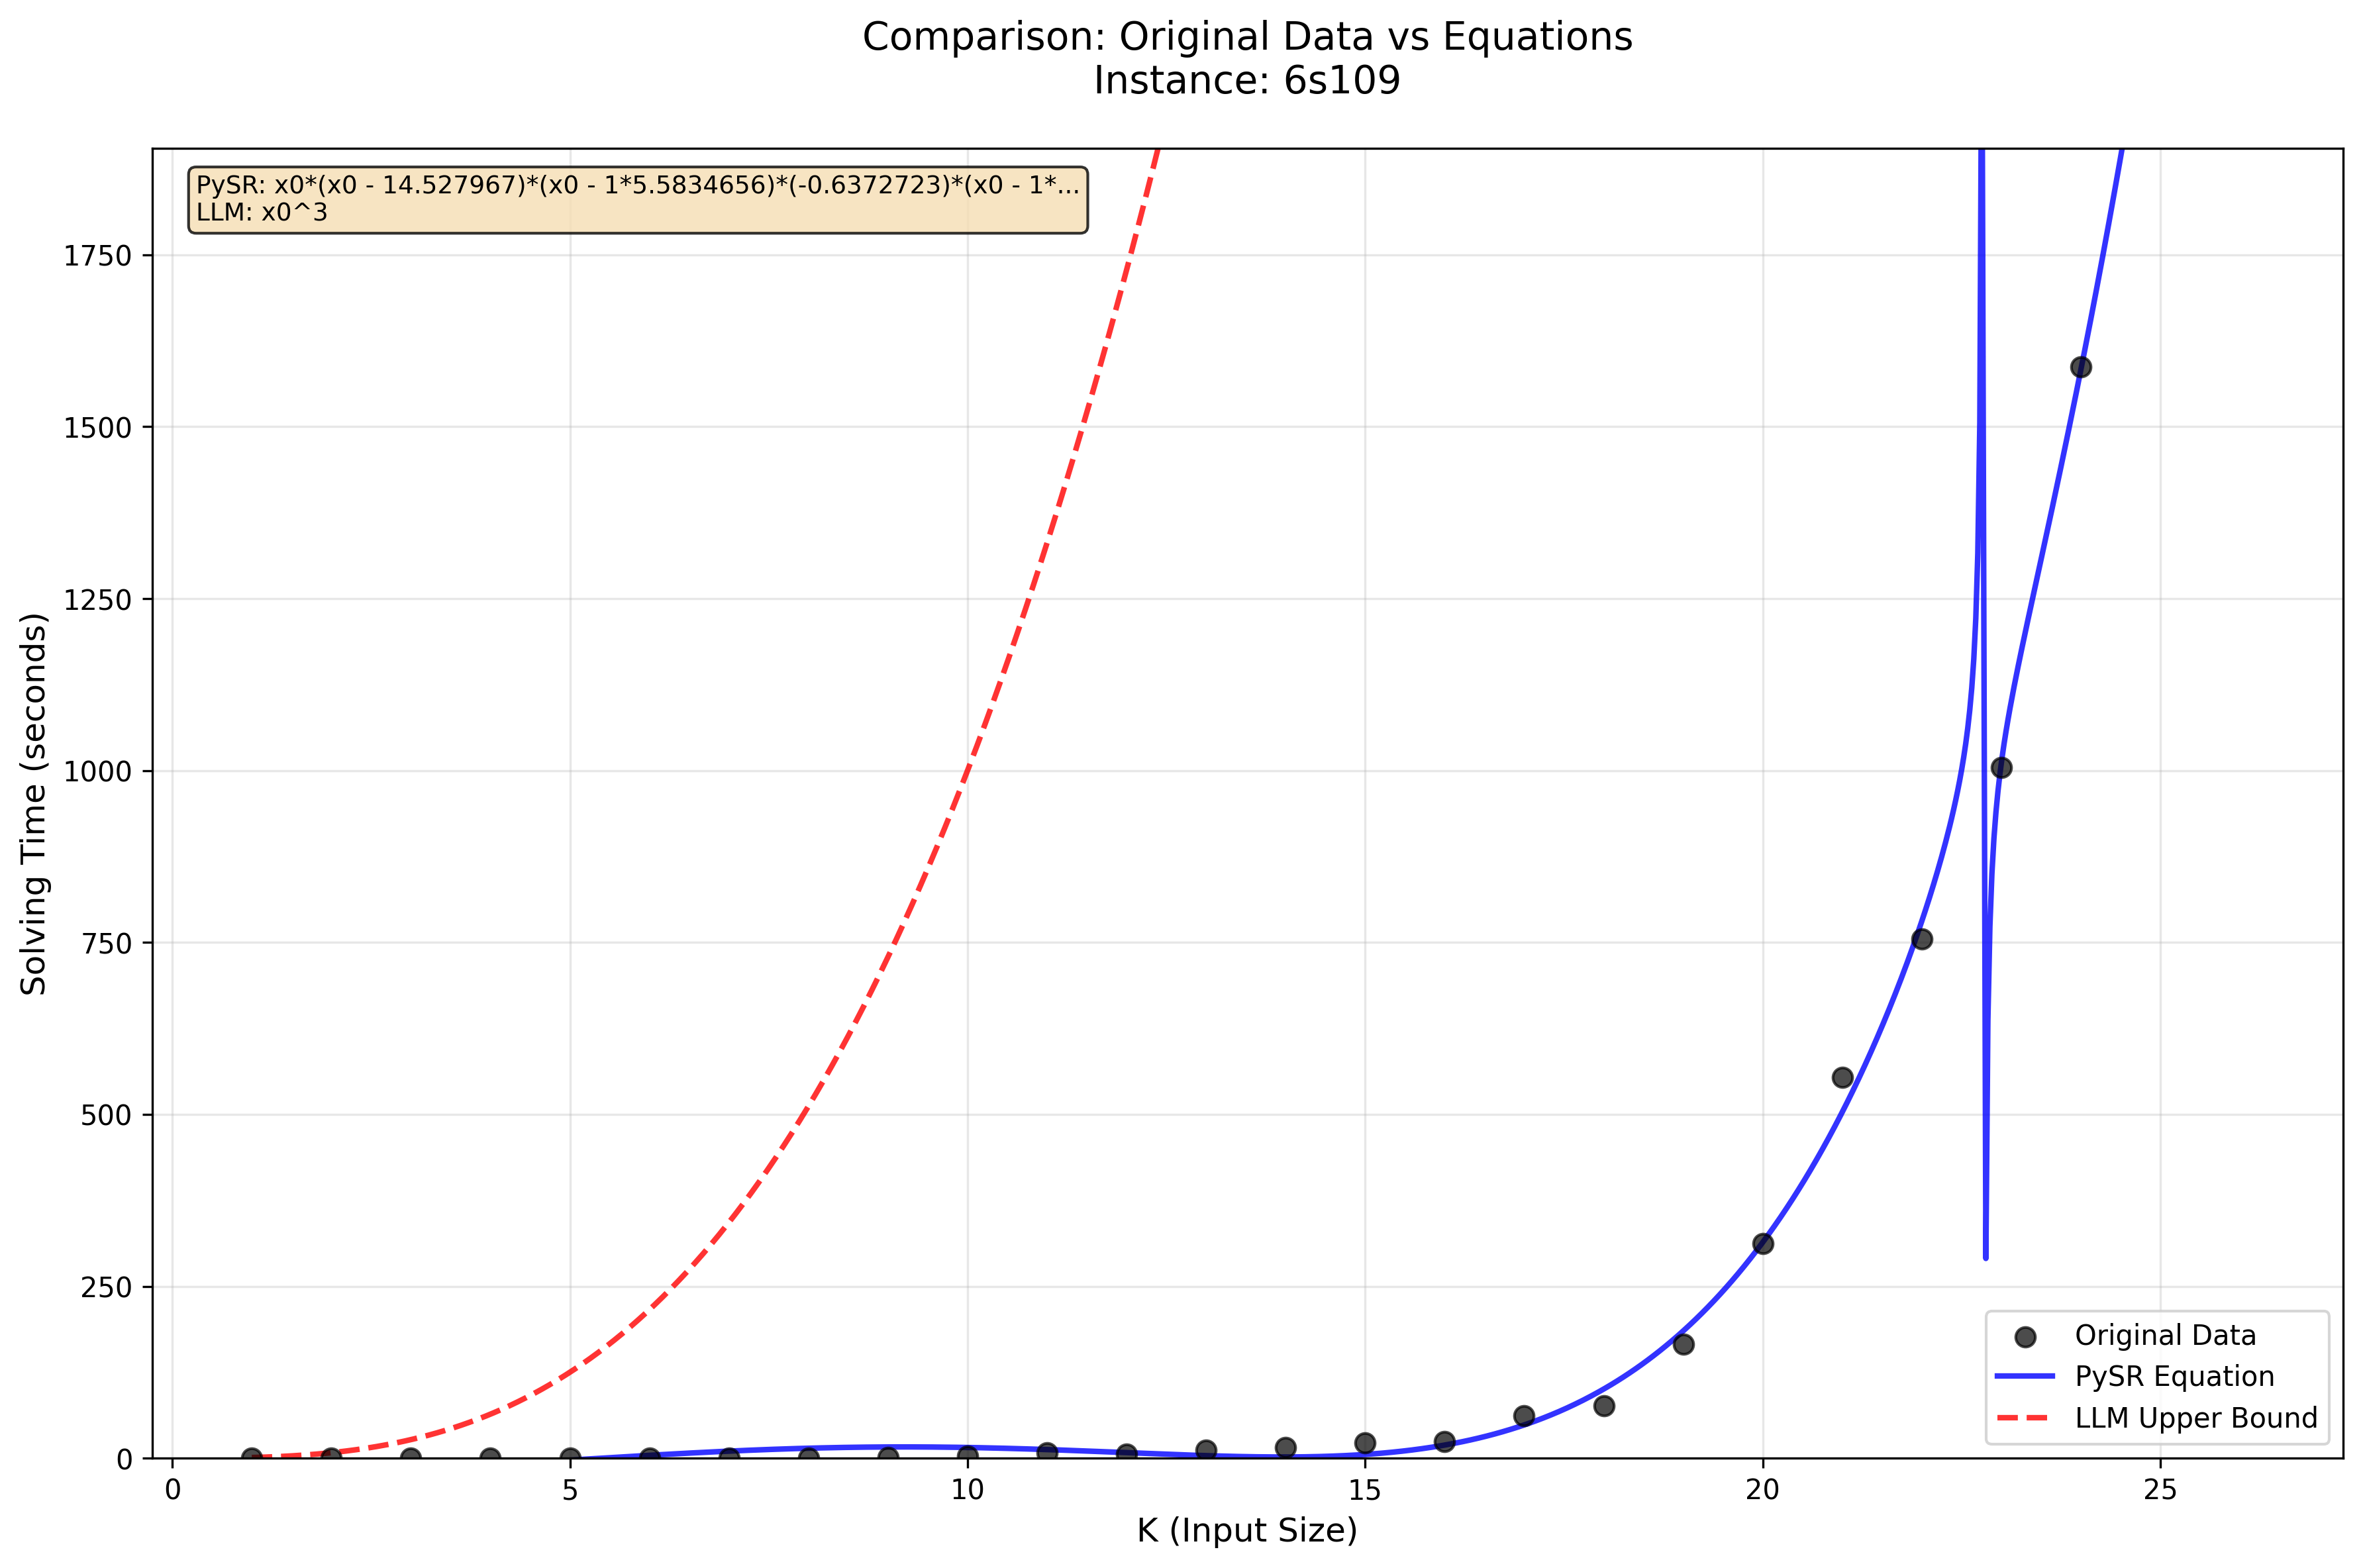 Comparison: Original Data vs Equations
Instance: 6s109
PySR: x0*(x0 - 14.527967)*(x0 - 1*5.5834656)*(-0.6372723)*(x0 - 1*...
LLM: x0^3
Solving Time (seconds)
1750
1500
1250
1000
750
500
250
0
0
5
10
15
20
25
K (Input Size)
Original Data
PySR Equation
LLM Upper Bound